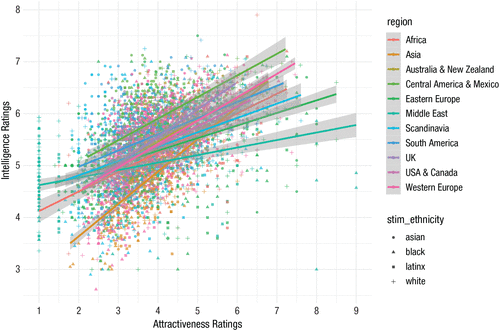 Intelligence Ratings
8
7
6
5
4
3
1
2
3
4
5
6
7
8
9
Attractiveness Ratings
region
Africa
Asia
Australia & New Zealand
Central America & Mexico
Eastern Europe
Middle East
Scandinavia
South America
UK
USA & Canada
Western Europe
stim_ethnicity
asian
black
latinx
white